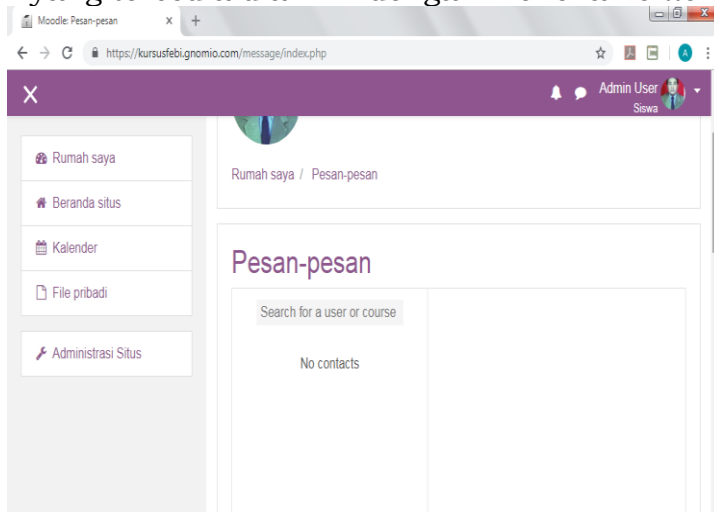 Moodle: Pesan-pesan
https://kursusfebi.gnomio.com/message/index.php
Admin User
Siswa
Rumah saya
Beranda situs
Kalender
File pribadi
Administrasi Situs
Rumah saya / Pesan-pesan
Pesan-pesan
Search for a user or course
No contacts